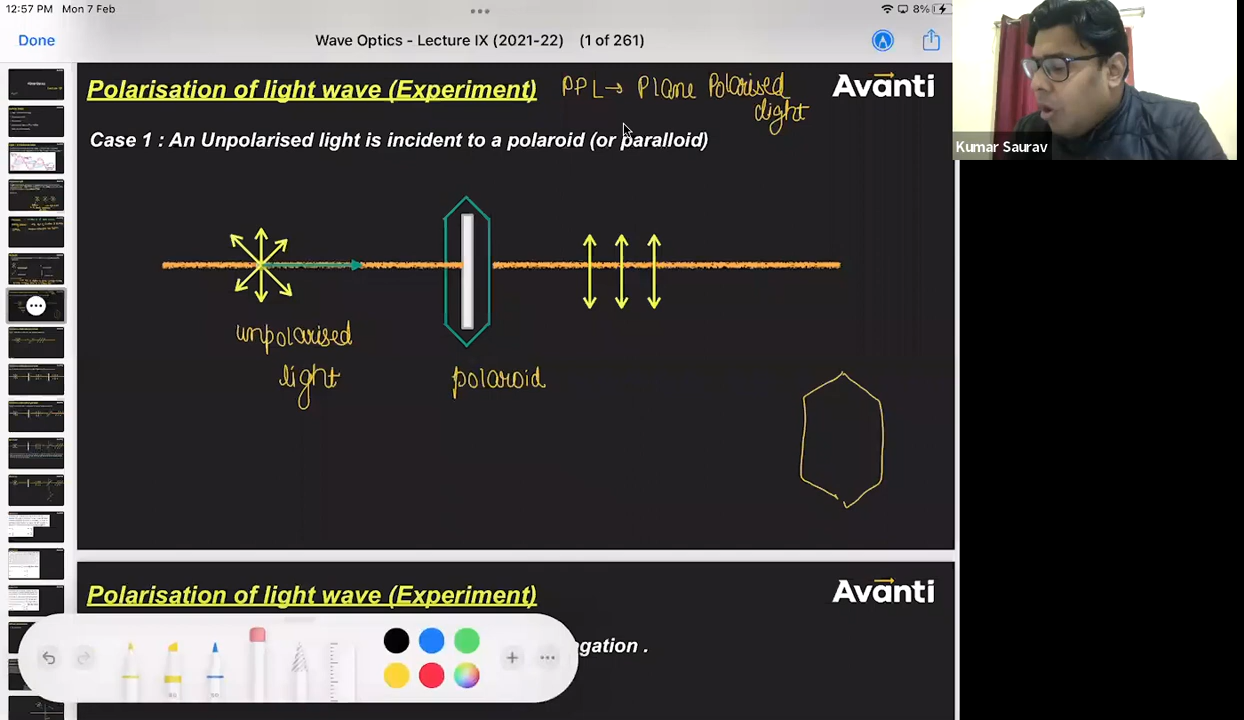 12:57 PM Mon 7 Feb
8%
Done
Wave Optics - Lecture IX (2021-22) (1 of 261)
Polarisation of light wave (Experiment)
PPL → Plane Polarised
light
Avanti
Kumar Saurav
Case 1 : An Unpolarised light is incident to a polaroid (or paralloid)
unpolarised
light
polaroid
Polarisation of light wave (Experiment)
Avanti
gation .